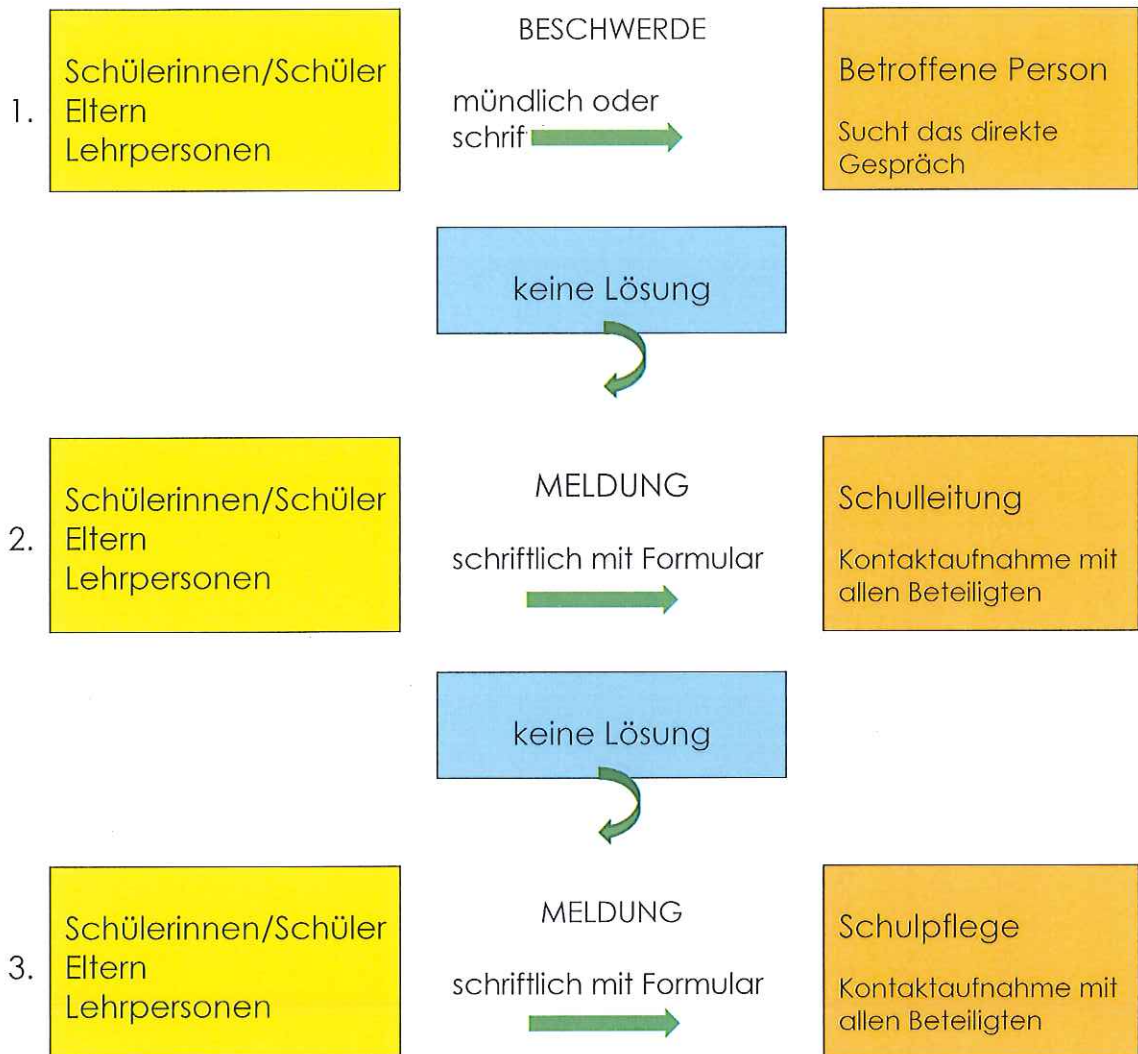 BESCHWERDE
1.
Schülerinnen/Schüler
Eltern
Lehrpersonen
mündlich oder
schrif
Betroffene Person
Sucht das direkte
Gespräch
keine Lösung
2.
Schülerinnen/Schüler
Eltern
Lehrpersonen
MELDUNG
schriftlich mit Formular
Schulleitung
Kontaktaufnahme mit
allen Beteiligten
keine Lösung
3.
Schülerinnen/Schüler
Eltern
Lehrpersonen
MELDUNG
schriftlich mit Formular
Schulpflege
Kontaktaufnahme mit
allen Beteiligten